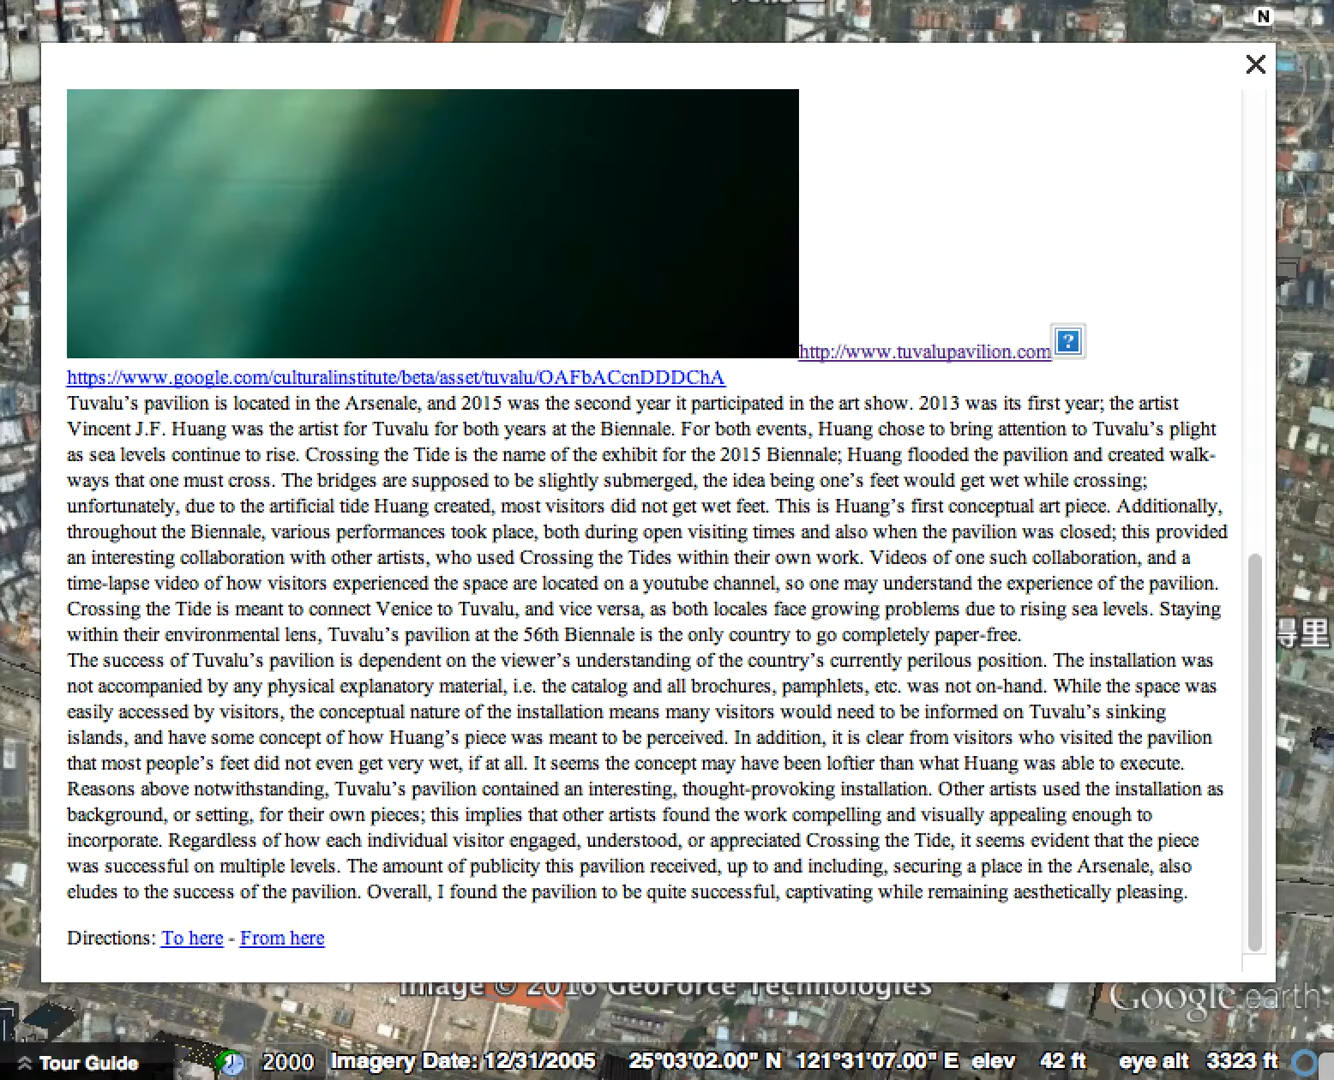 N
http://www.tuvalupavilion.com
https://www.google.com/culturalinstitute/beta/asset/tuvalu/OAFbACcnDDDChA
Tuvalu’s pavilion is located in the Arsenale, and 2015 was the second year it participated in the art show. 2013 was its first year; the artist
Vincent J.F. Huang was the artist for Tuvalu for both years at the Biennale. For both events, Huang chose to bring attention to Tuvalu’s plight
as sea levels continue to rise. Crossing the Tide is the name of the exhibit for the 2015 Biennale; Huang flooded the pavilion and created walk-
ways that one must cross. The bridges are supposed to be slightly submerged, the idea being one’s feet would get wet while crossing;
unfortunately, due to the artificial tide Huang created, most visitors did not get wet feet. This is Huang’s first conceptual art piece. Additionally,
throughout the Biennale, various performances took place, both during open visiting times and also when the pavilion was closed; this provided
an interesting collaboration with other artists, who used Crossing the Tides within their own work. Videos of one such collaboration, and a
time-lapse video of how visitors experienced the space are located on a youtube channel, so one may understand the experience of the pavilion.
Crossing the Tide is meant to connect Venice to Tuvalu, and vice versa, as both locales face growing problems due to rising sea levels. Staying
within their environmental lens, Tuvalu’s pavilion at the 56th Biennale is the only country to go completely paper-free.
The success of Tuvalu’s pavilion is dependent on the viewer’s understanding of the country’s currently perilous position. The installation was
not accompanied by any physical explanatory material, i.e. the catalog and all brochures, pamphlets, etc. was not on-hand. While the space was
easily accessed by visitors, the conceptual nature of the installation means many visitors would need to be informed on Tuvalu’s sinking
islands, and have some concept of how Huang’s piece was meant to be perceived. In addition, it is clear from visitors who visited the pavilion
that most people’s feet did not even get very wet, if at all. It seems the concept may have been loftier than what Huang was able to execute.
Reasons above notwithstanding, Tuvalu’s pavilion contained an interesting, thought-provoking installation. Other artists used the installation as
background, or setting, for their own pieces; this implies that other artists found the work compelling and visually appealing enough to
incorporate. Regardless of how each individual visitor engaged, understood, or appreciated Crossing the Tide, it seems evident that the piece
was successful on multiple levels. The amount of publicity this pavilion received, up to and including, securing a place in the Arsenale, also
eludes to the success of the pavilion. Overall, I found the pavilion to be quite successful, captivating while remaining aesthetically pleasing.
Directions: To here - From here
得里
Image © 2016 GeoForce Technologies
Google earth
Tour Guide
2000 Imagery Date: 12/31/2005 25°03'02.00" N 121°31'07.00" E elev 42 ft eye alt 3323 ft